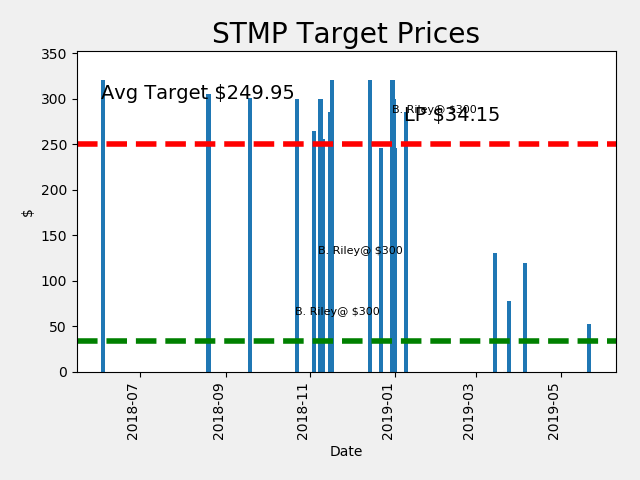 STMP Target Prices
350
300
250
200
150
100
50
0
$
Avg Target $249.95
B. Riley@ $300
LP $34.15
B. Riley@ $300
B. Riley@ $300
2018-07
2018-09
2018-11
2019-01
2019-03
2019-05
Date